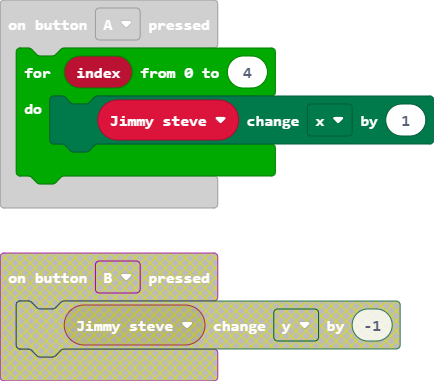 on button A pressed
for index from 0 to 4
do
Jimmy steve change x by 1
on button B pressed
Jimmy steve change y by -1